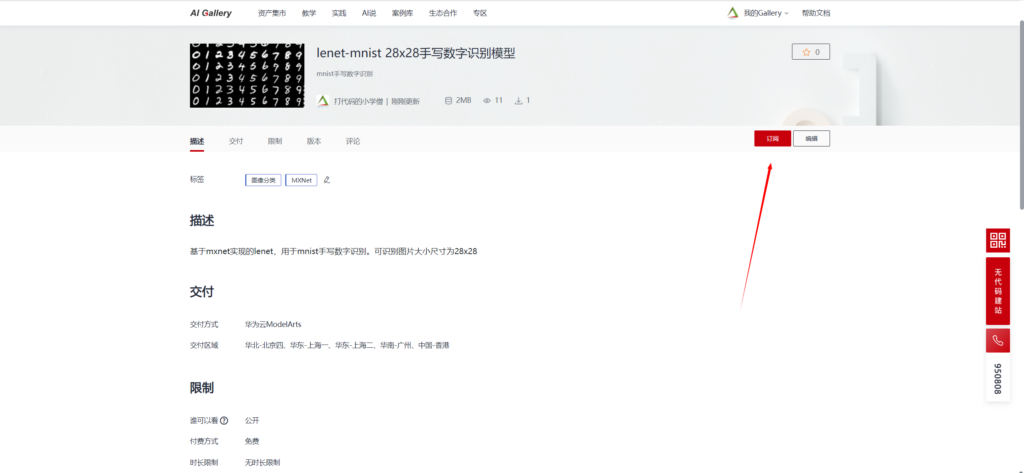 AI Gallery 资产集市 教学 实践 AI说 案例库 生态合作 专区 我的Gallery 帮助文档
0 1 2 3 4 5 6 7 8 9
0 1 2 3 4 5 6 7 8 9
0 1 2 3 4 5 6 7 8 9
0 1 2 3 4 5 6 7 8 9
0 1 2 3 4 5 6 7 8 9
0 1 2 3 4 5 6 7 8 9
lenet-mnist 28x28手写数字识别模型
0
mnist手写数字识别
打代码的小学僧 | 刚刚更新 2MB 11 1
描述 交付 限制 版本 评论
订阅 编辑
标签 图像分类 MXNet
描述
基于mxnet实现的lenet，用于mnist手写数字识别。可识别图片大小尺寸为28x28
交付
交付方式 华为云ModelArts
交付区域 华北-北京四、华东-上海一、华东-上海二、华南-广州、中国-香港
限制
谁可以看 ? 公开
付费方式 免费
时长限制 无时长限制
无代码建站
950808